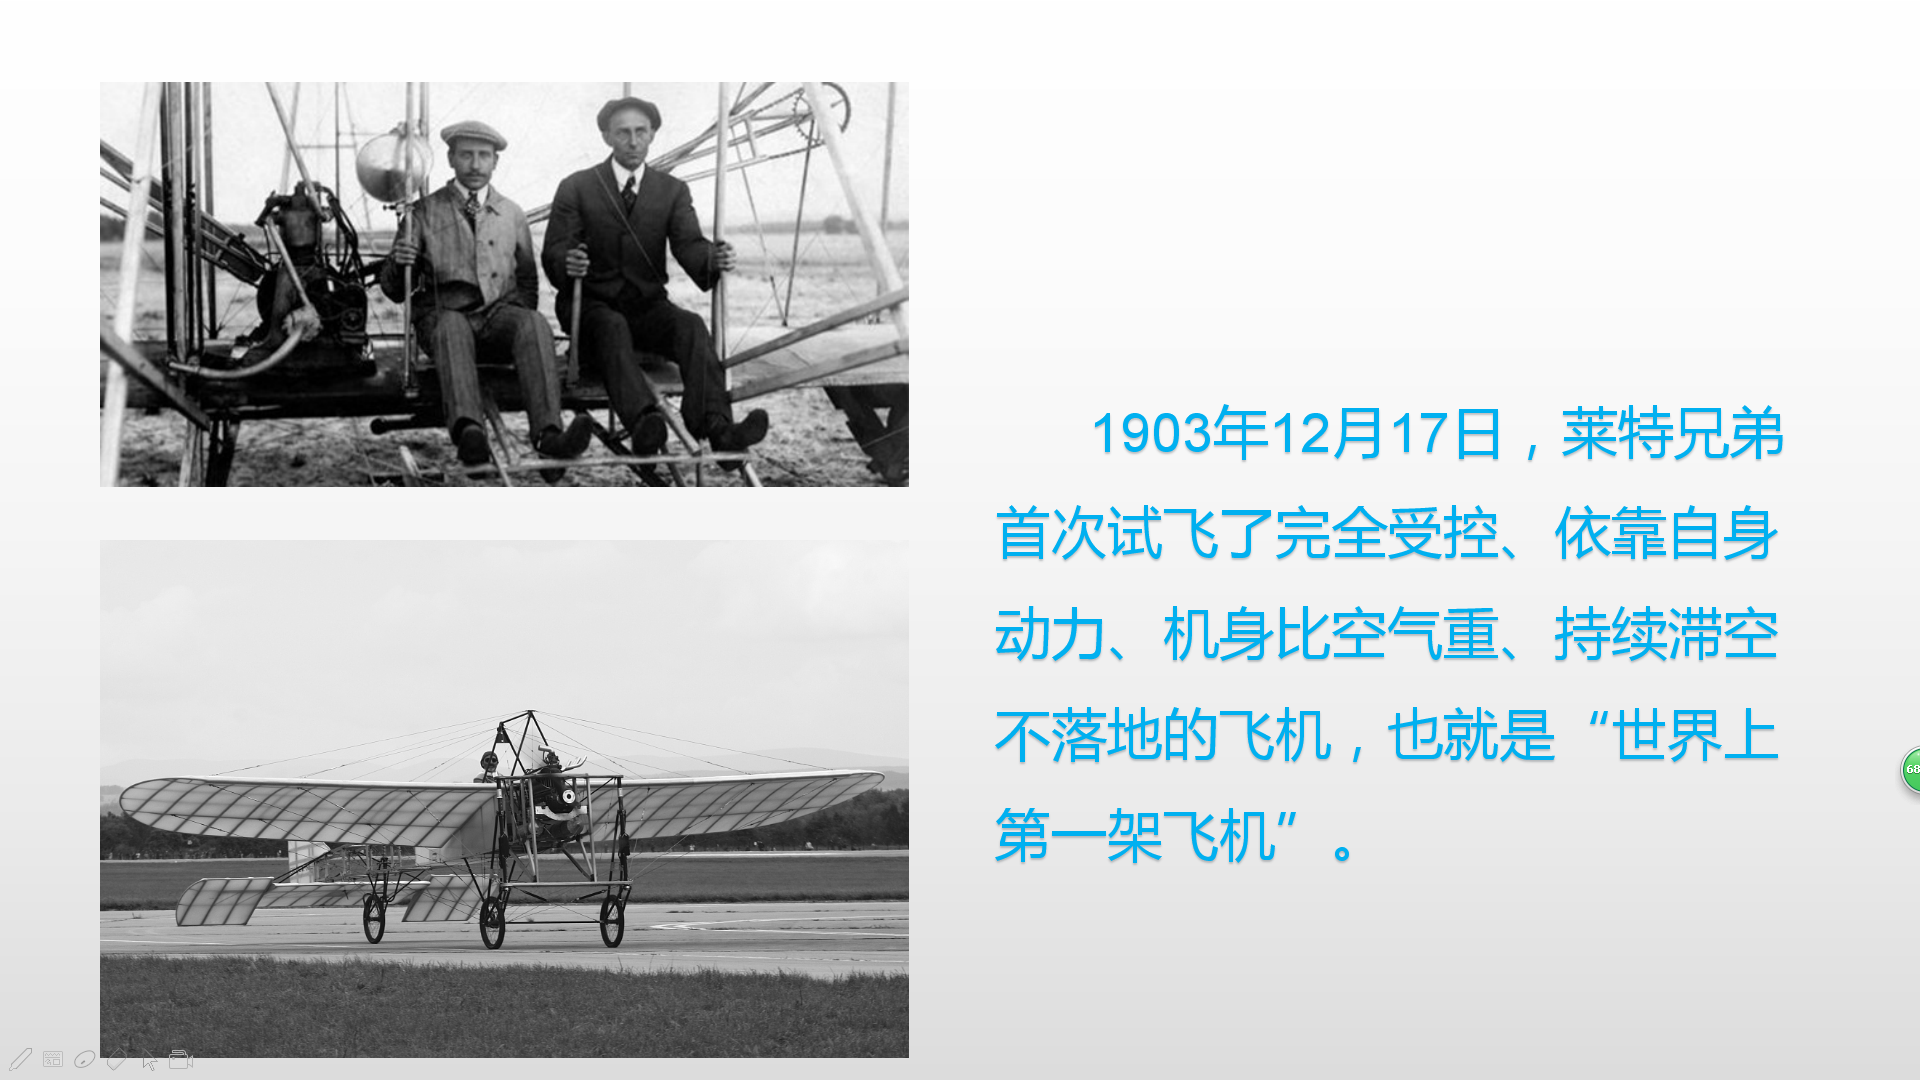 1903年12月17日，莱特兄弟
首次试飞了完全受控、依靠自身
动力、机身比空气重、持续滞空
不落地的飞机，也就是“世界上
第一架飞机”。
68